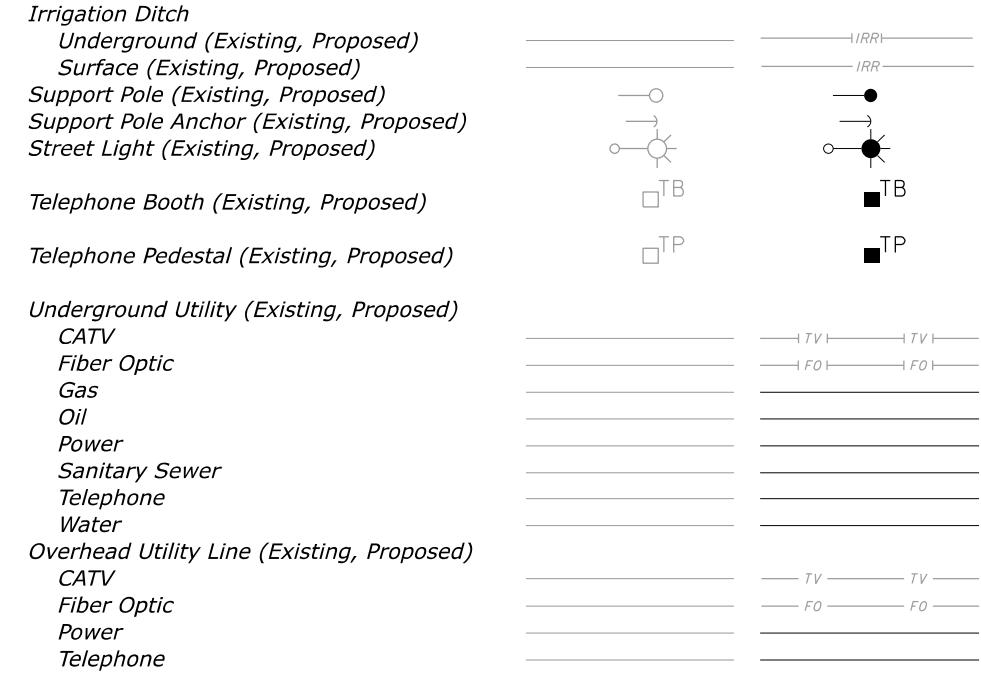 Irrigation Ditch
Underground (Existing, Proposed) IRR
Surface (Existing, Proposed) IRR
Support Pole (Existing, Proposed)
Support Pole Anchor (Existing, Proposed)
Street Light (Existing, Proposed)
Telephone Booth (Existing, Proposed) TB TB
Telephone Pedestal (Existing, Proposed) TP TP
Underground Utility (Existing, Proposed)
CATV TV TV
Fiber Optic FO FO
Gas
Oil
Power
Sanitary Sewer
Telephone
Water
Overhead Utility Line (Existing, Proposed)
CATV TV TV
Fiber Optic FO FO
Power
Telephone